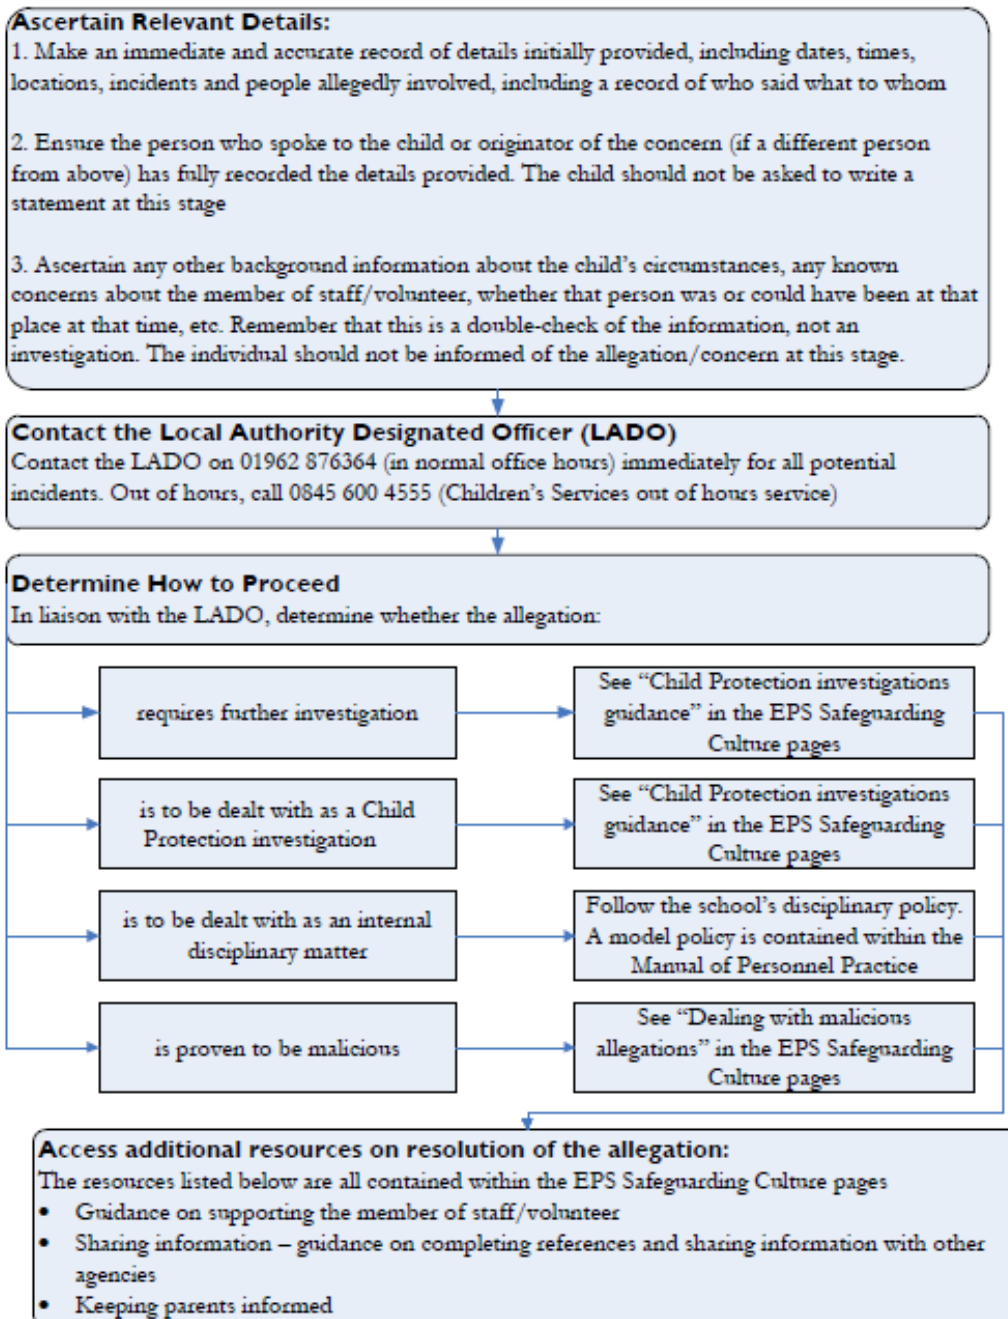 Ascertain Relevant Details:
1. Make an immediate and accurate record of details initially provided, including dates, times,
locations, incidents and people allegedly involved, including a record of who said what to whom
2. Ensure the person who spoke to the child or originator of the concern (if a different person
from above) has fully recorded the details provided. The child should not be asked to write a
statement at this stage
3. Ascertain any other background information about the child's circumstances, any known
concerns about the member of staff/volunteer, whether that person was or could have been at that
place at that time, etc. Remember that this is a double-check of the information, not an
investigation. The individual should not be informed of the allegation/concern at this stage.
Contact the Local Authority Designated Officer (LADO)
Contact the LADO on 01962 876364 (in normal office hours) immediately for all potential
incidents. Out of hours, call 0845 600 4555 (Children's Services out of hours service)
Determine How to Proceed
In liaison with the LADO, determine whether the allegation:
requires further investigation
See “Child Protection investigations
guidance” in the EPS Safeguarding
Culture pages
is to be dealt with as a Child
Protection investigation
See “Child Protection investigations
guidance” in the EPS Safeguarding
Culture pages
is to be dealt with as an internal
disciplinary matter
Follow the school's disciplinary policy.
A model policy is contained within the
Manual of Personnel Practice
is proven to be malicious
See “Dealing with malicious
allegations” in the EPS Safeguarding
Culture pages
Access additional resources on resolution of the allegation:
The resources listed below are all contained within the EPS Safeguarding Culture pages
• Guidance on supporting the member of staff/volunteer
• Sharing information – guidance on completing references and sharing information with other
agencies
• Keeping parents informed